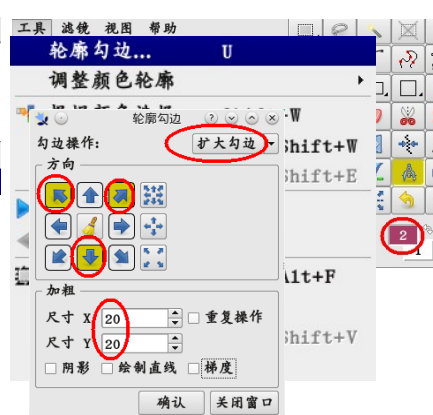 工具 滤镜 视图 帮助
轮廓勾边... U
调整颜色轮廓
-W
轮廓勾边
勾边操作: 扩大勾边
Shift+W
方向
Shift+E
2
1
Alt+F
加粗
尺寸 X 20 重复操作
尺寸 Y 20
Shift+V
阴影 绘制直线 梯度
确认 关闭窗口